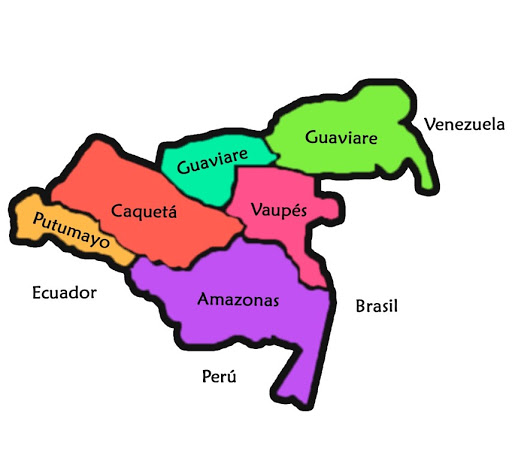 Venezuela
Guaviare
Guaviare
Caquetá
Vaupés
Putumayo
Ecuador
Amazonas
Brasil
Perú